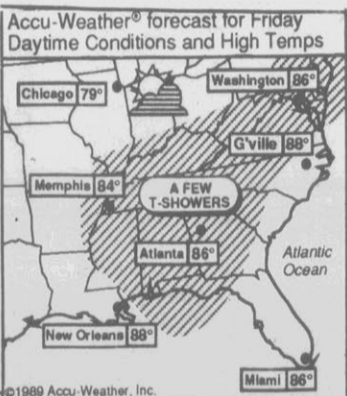 Accu-Weather® forecast for Friday
Daytime Conditions and High Temps
Washington 86°
Chicago 79°
G'ville 88°
Memphis 84°
A FEW
T-SHOWERS
Atlanta 86°
Atlantic
Ocean
New Orleans 88°
Miami 86°
©1989 Accu-Weather, Inc.